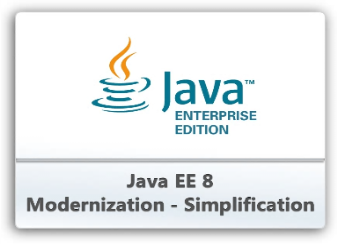 Java™
ENTERPRISE
EDITION
Java EE 8
Modernization - Simplification